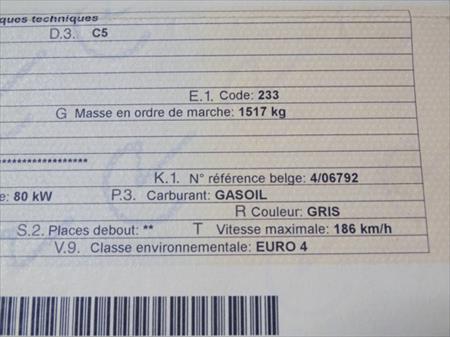 ques techniques
D.3. C5
E.1. Code: 233
G Masse en ordre de marche: 1517 kg
******************
K.1. N° référence belge: 4/06792
e: 80 kW P.3. Carburant: GASOIL
R Couleur: GRIS
S.2. Places debout: ** T Vitesse maximale: 186 km/h
V.9. Classe environnementale: EURO 4